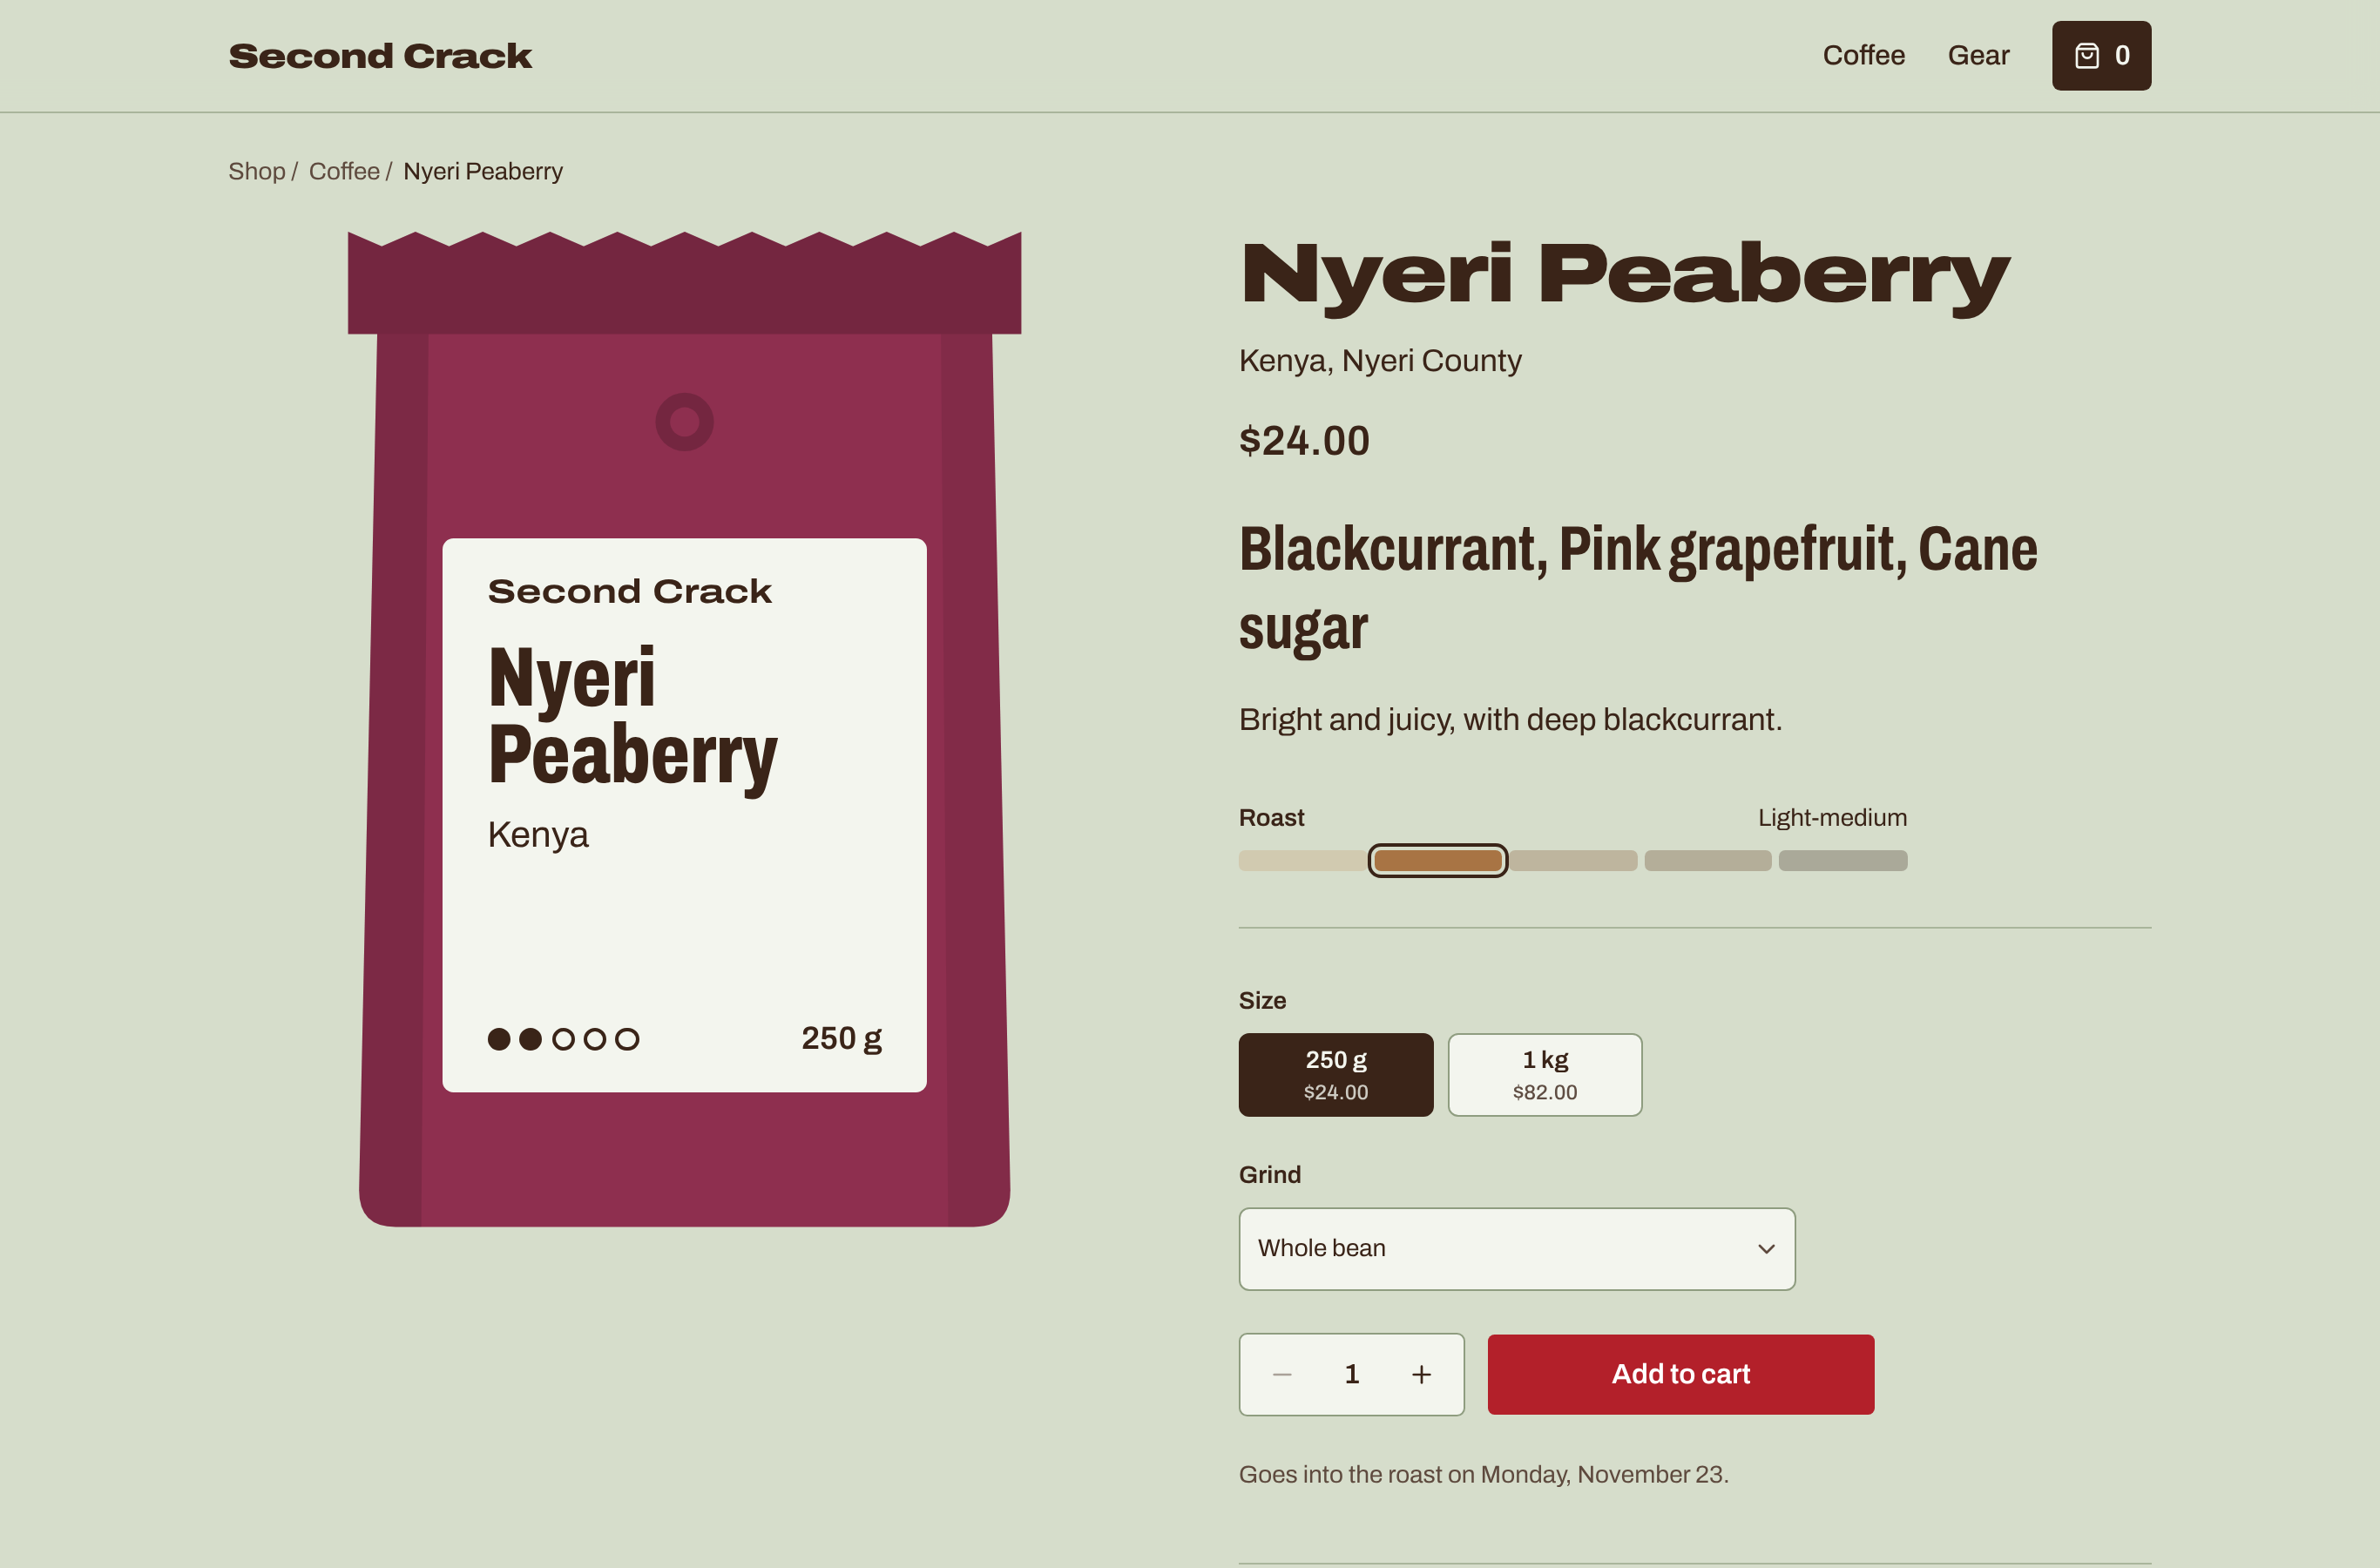 Second Crack
Coffee
Gear
0
Shop / Coffee / Nyeri Peaberry
Second Crack
Nyeri
Peaberry
Kenya
250 g
Nyeri Peaberry
Kenya, Nyeri County
$24.00
Blackcurrant, Pink grapefruit, Cane
sugar
Bright and juicy, with deep blackcurrant.
Roast
Light-medium
Size
250 g
$24.00
1 kg
$82.00
Grind
Whole bean
1
Add to cart
Goes into the roast on Monday, November 23.